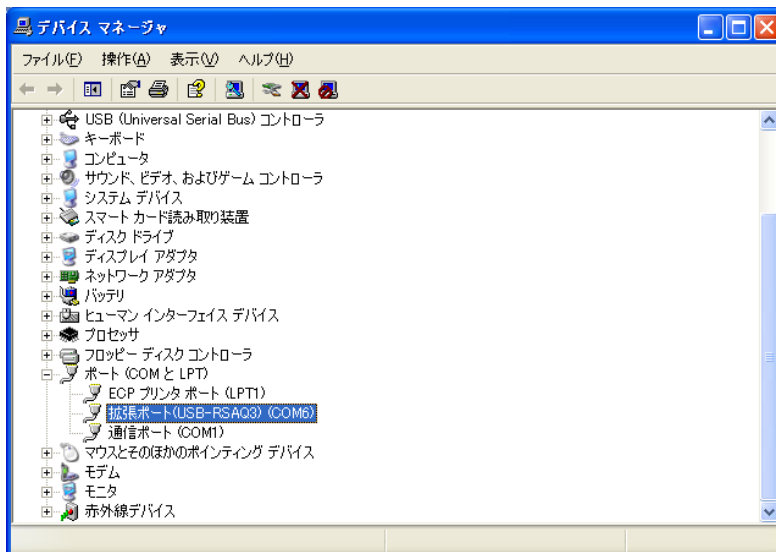 デバイス マネージャ
ファイル(F) 操作(A) 表示(V) ヘルプ(H)
USB (Universal Serial Bus) コントローラ
キーボード
コンピュータ
サウンド、ビデオ、およびゲーム コントローラ
システム デバイス
スマート カード読み取り装置
ディスク ドライブ
ディスプレイ アダプタ
ネットワーク アダプタ
バッテリ
ヒューマン インターフェイス デバイス
プロセッサ
フロッピー ディスク コントローラ
ポート (COM と LPT)
ECP プリンタ ポート (LPT1)
拡張ポート(USB-RSAQ3) (COM6)
通信ポート (COM1)
マウスとそのほかのポインティング デバイス
モデム
モニタ
赤外線デバイス